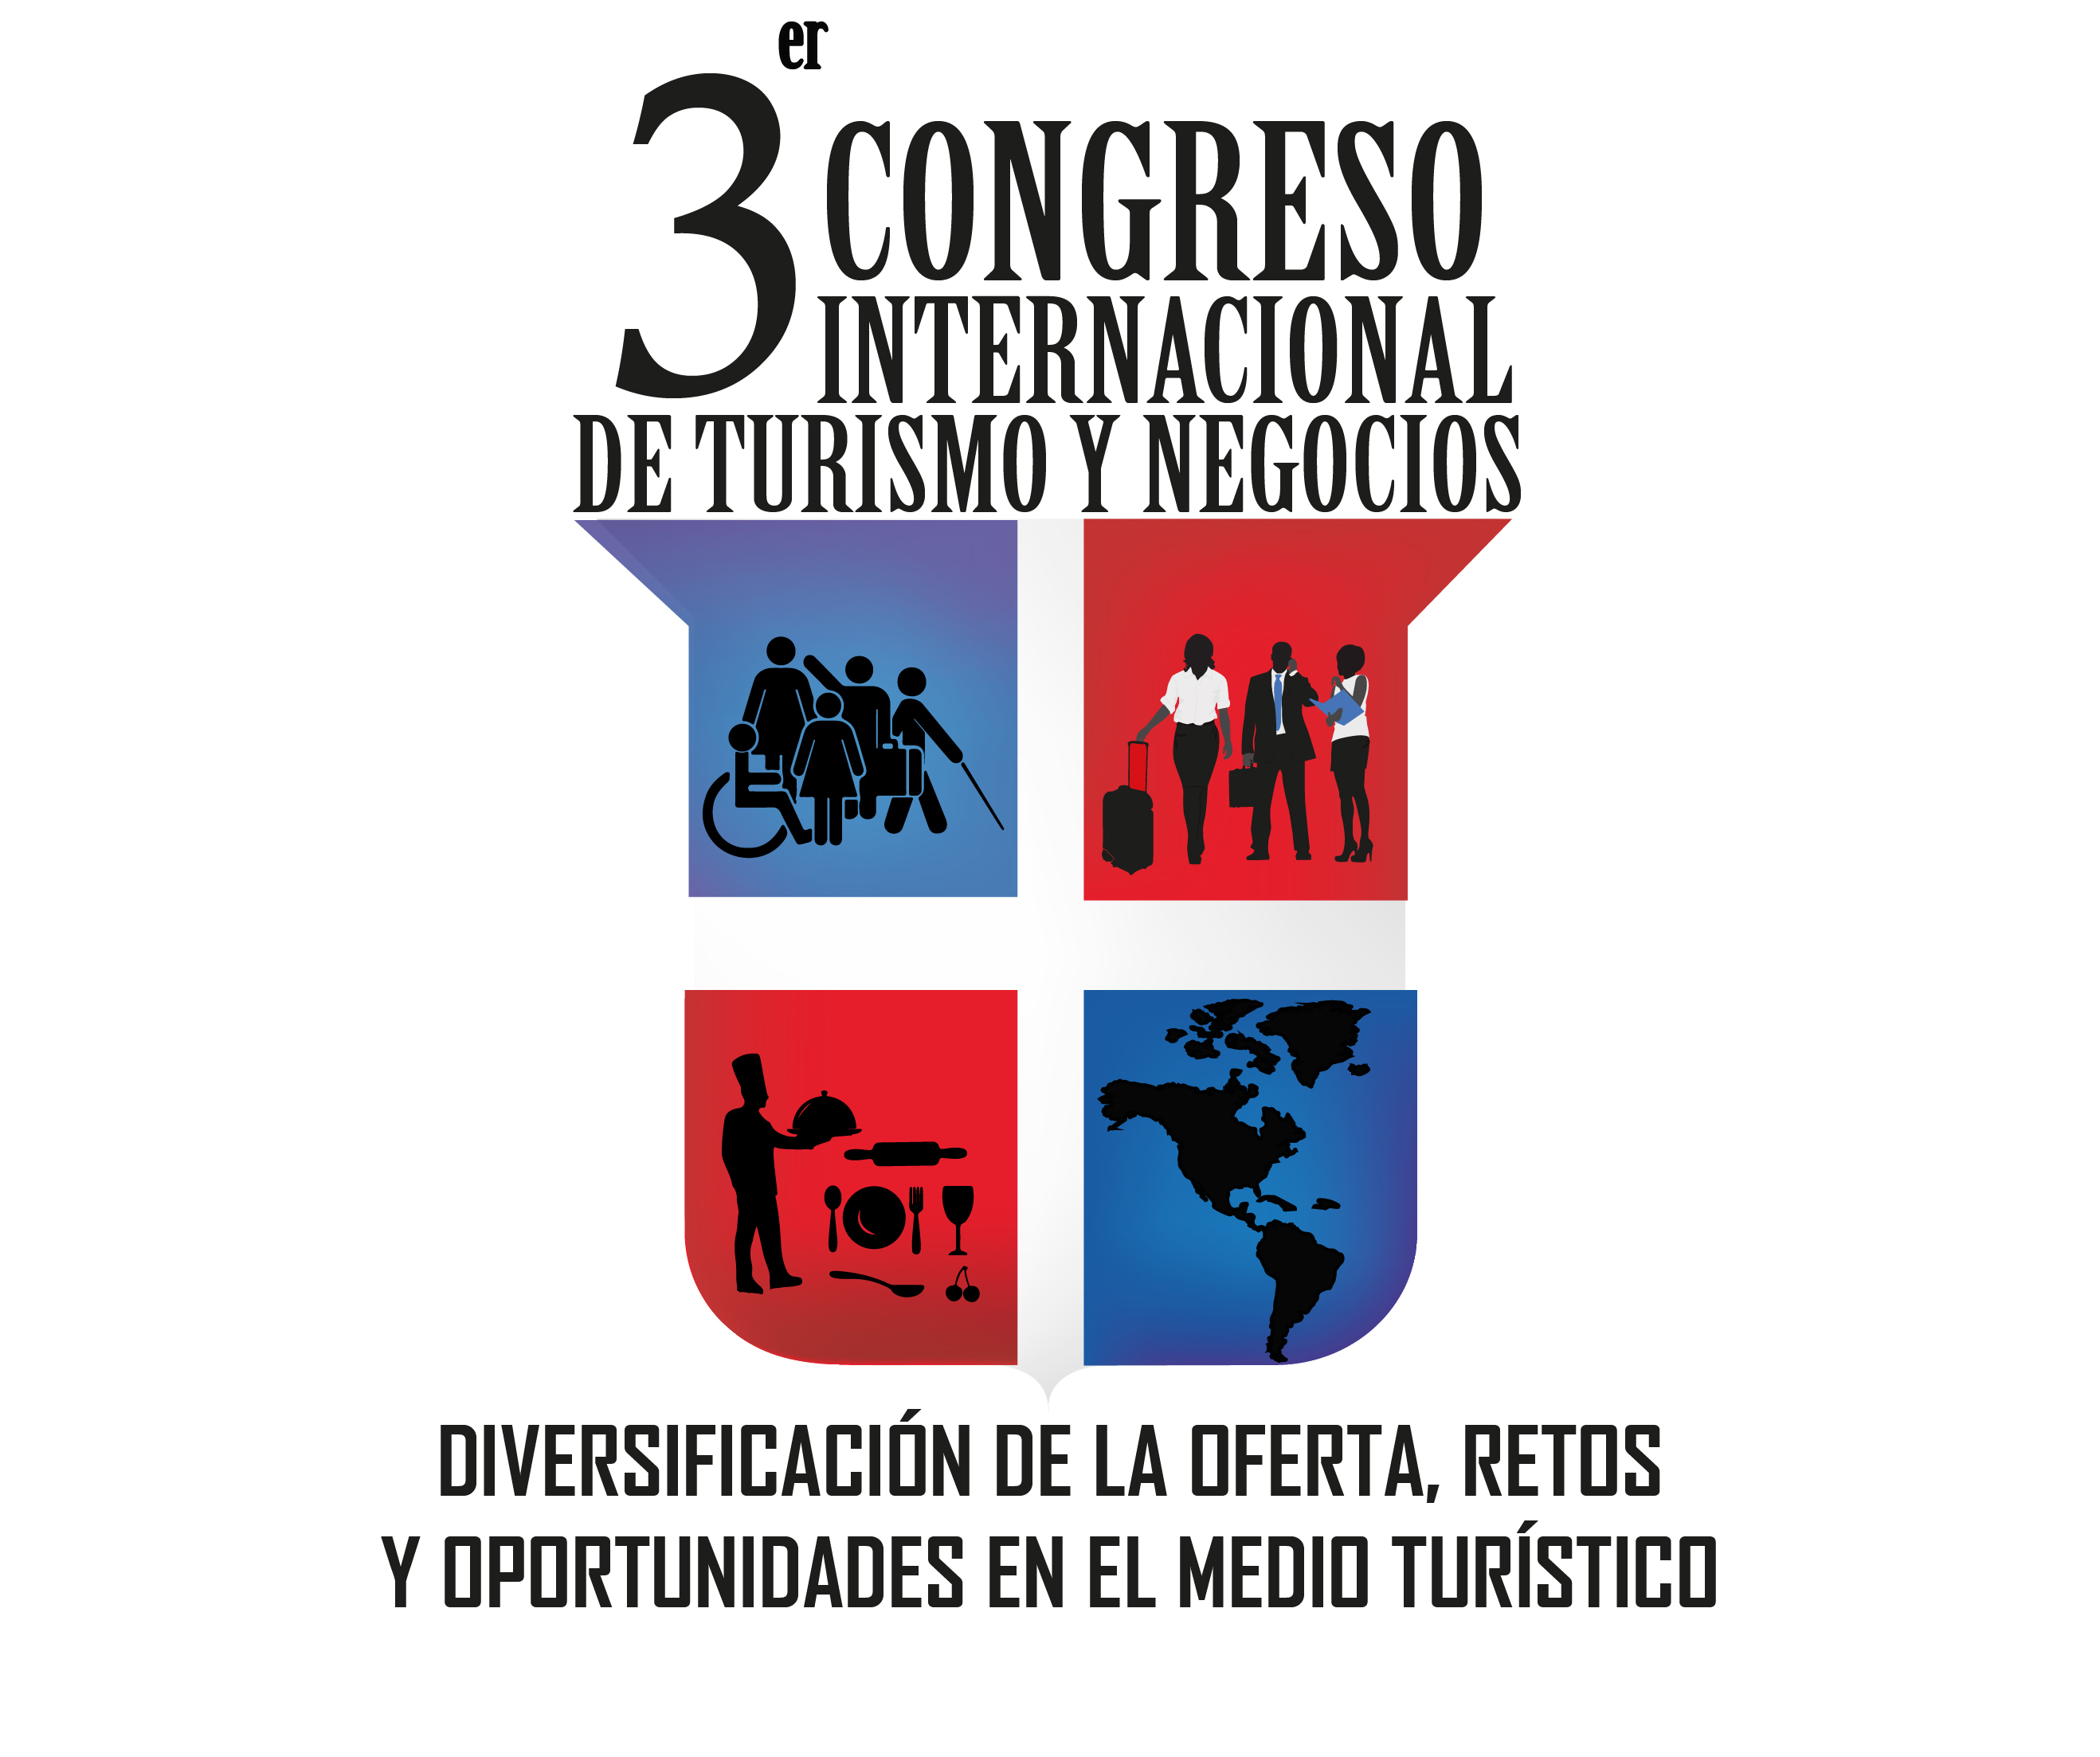 3er CONGRESO
INTERNACIONAL
DE TURISMO Y NEGOCIOS
DIVERSIFICACIÓN DE LA OFERTA, RETOS
Y OPORTUNIDADES EN EL MEDIO TURÍSTICO